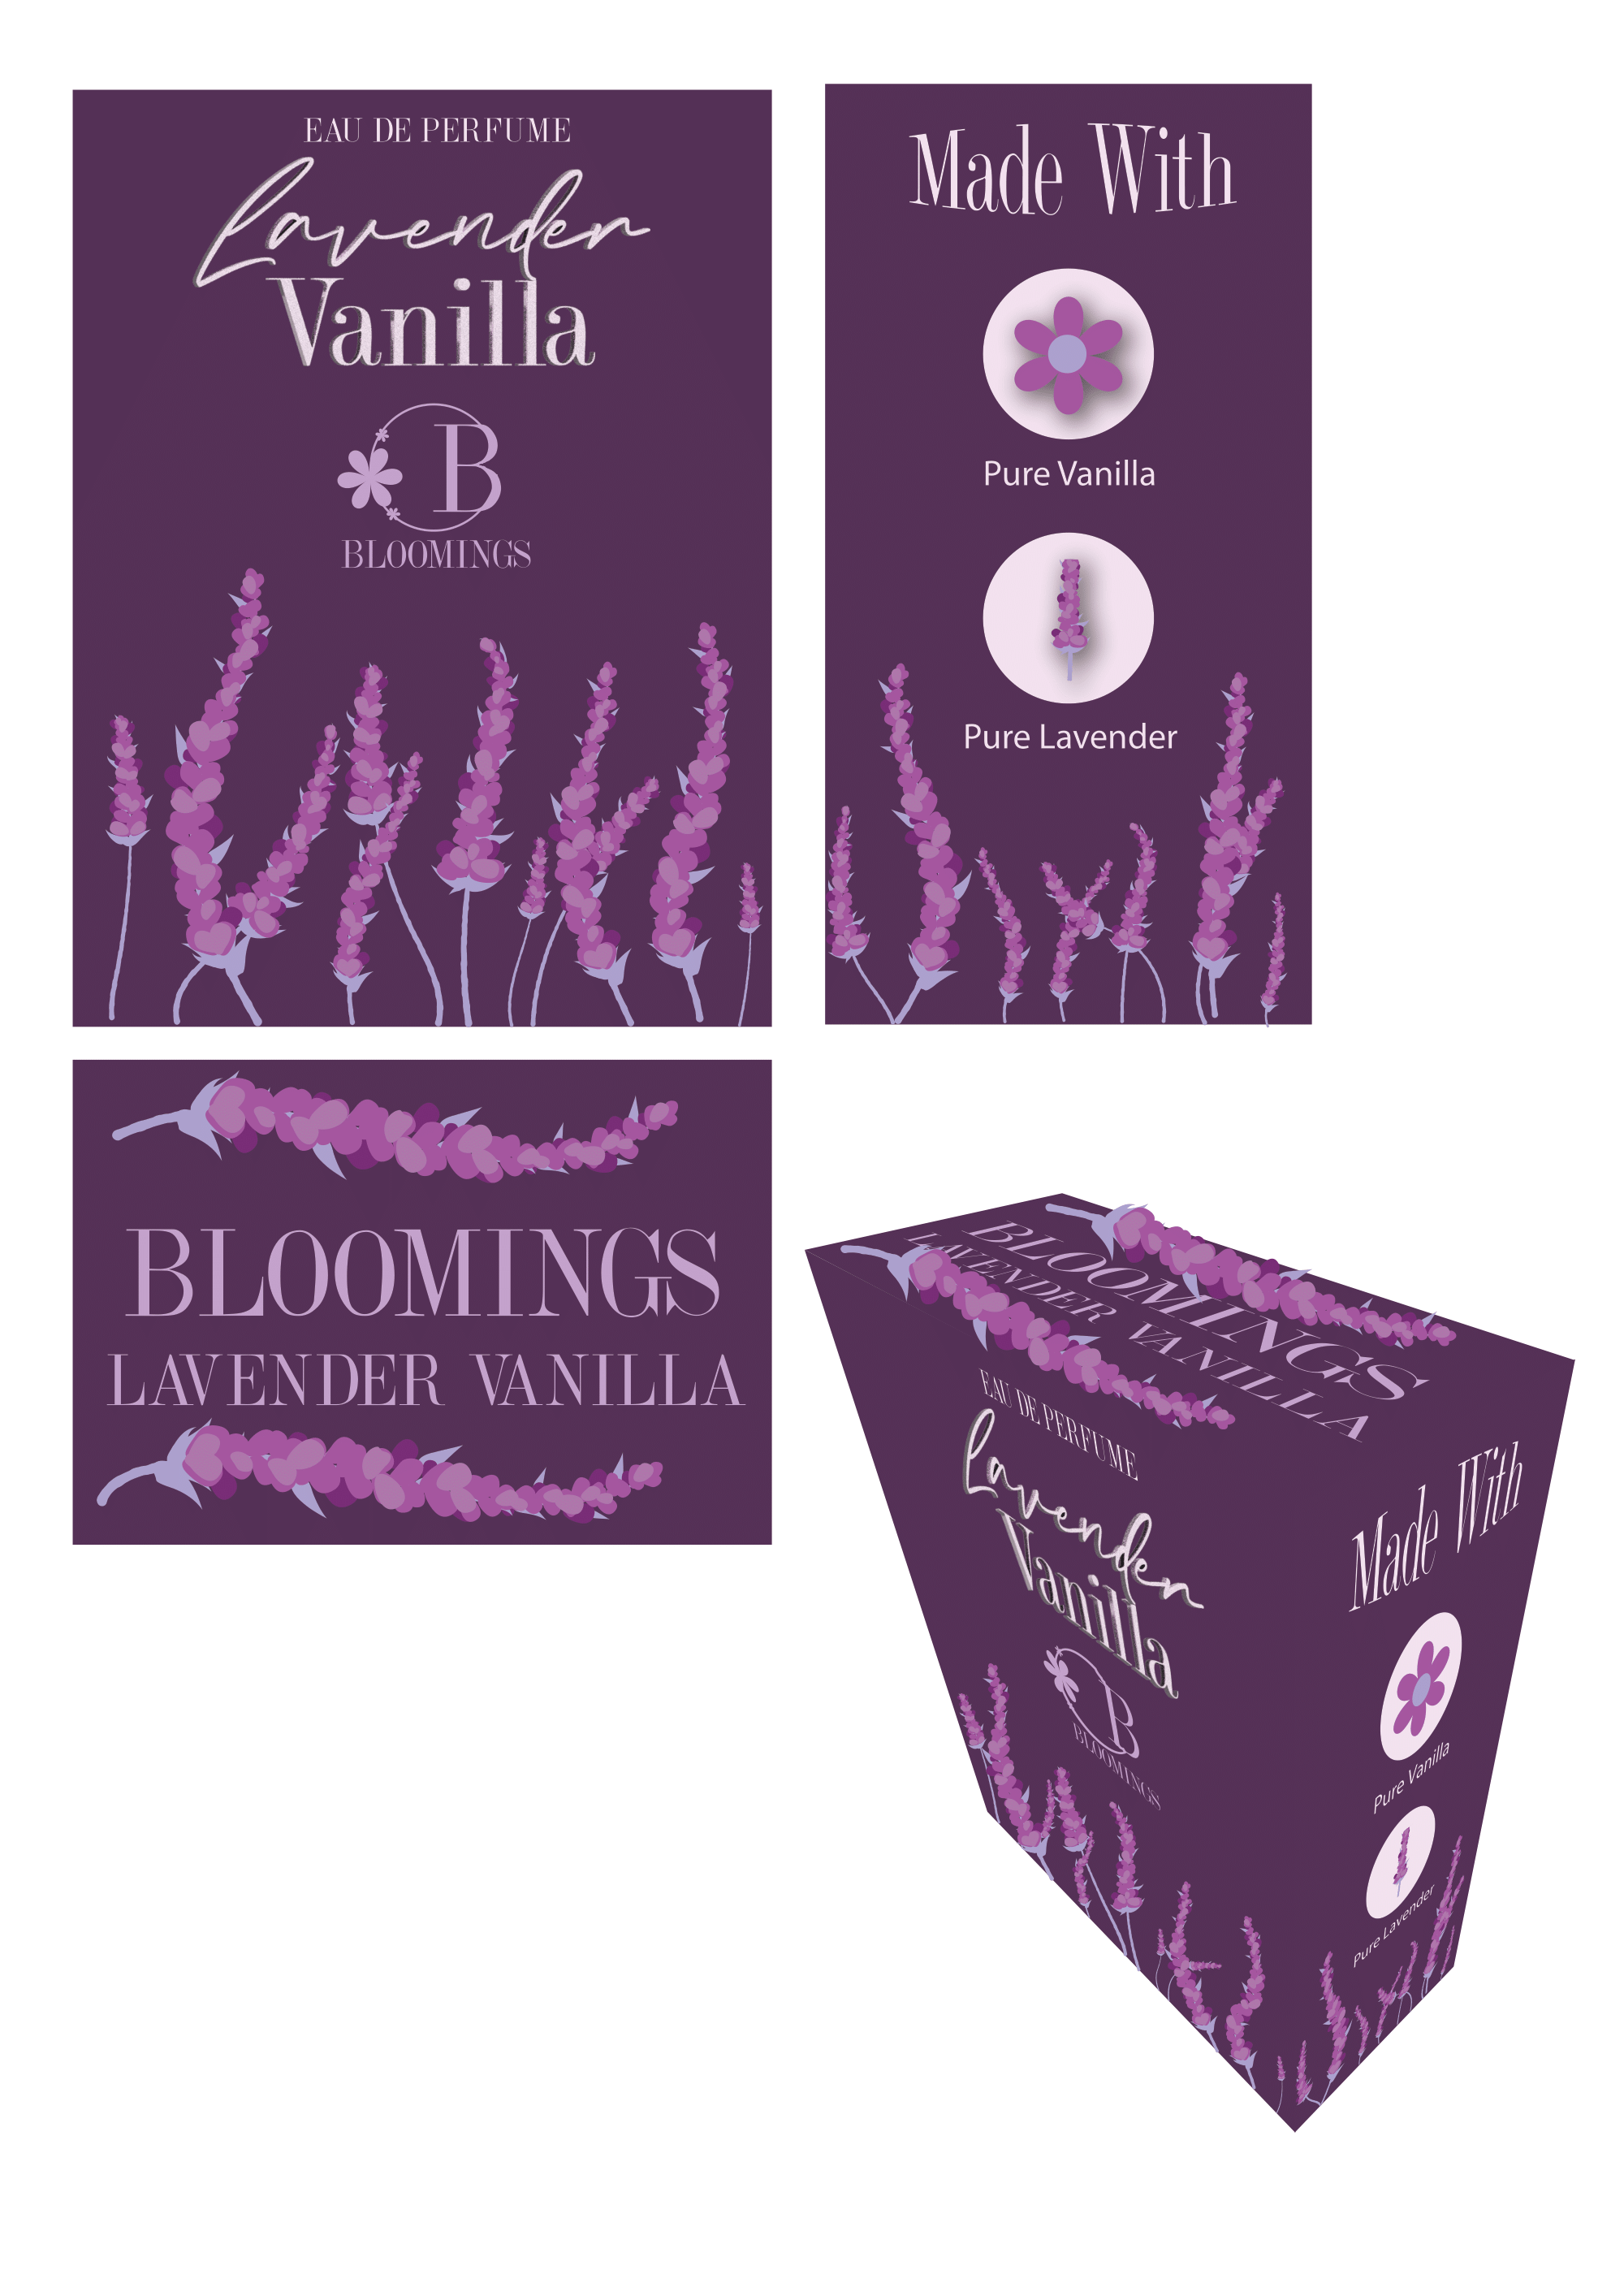 EAU DE PERFUME
Lavender
Vanilla
B
BLOOMINGS
Made With
Pure Vanilla
Pure Lavender
BLOOMINGS
LAVENDER VANILLA
BLOOMINGS
LAVENDER VANILLA
EAU DE PERFUME
Lavender
Vanilla
B
BLOOMINGS
Made With
Pure Vanilla
Pure Lavender